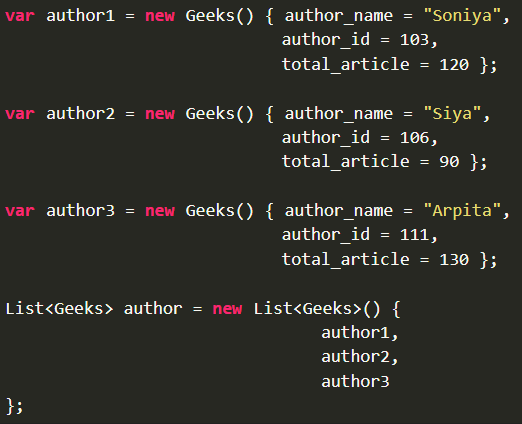 var author1 = new Geeks() { author_name = "Soniya",
author_id = 103,
total_article = 120 };
var author2 = new Geeks() { author_name = "Siya",
author_id = 106,
total_article = 90 };
var author3 = new Geeks() { author_name = "Arpita",
author_id = 111,
total_article = 130 };
List<Geeks> author = new List<Geeks>() {
author1,
author2,
author3
};